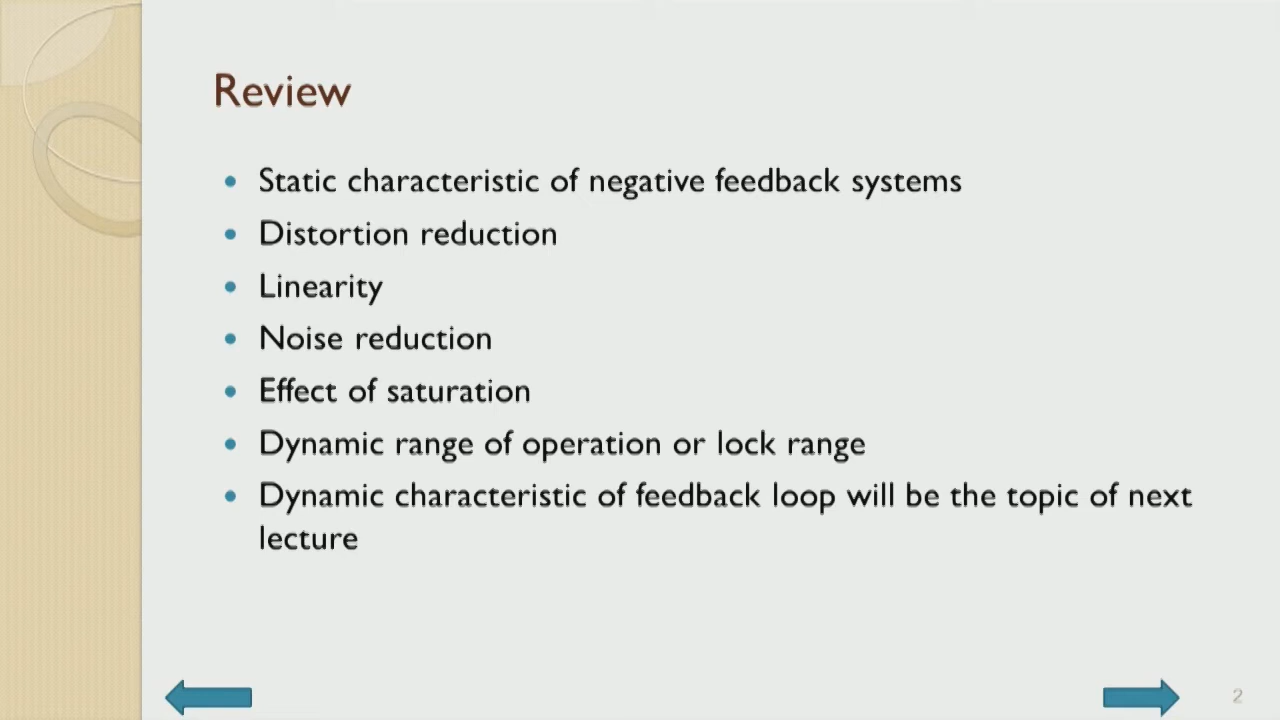 Review
• Static characteristic of negative feedback systems
• Distortion reduction
• Linearity
• Noise reduction
• Effect of saturation
• Dynamic range of operation or lock range
• Dynamic characteristic of feedback loop will be the topic of next
lecture
2